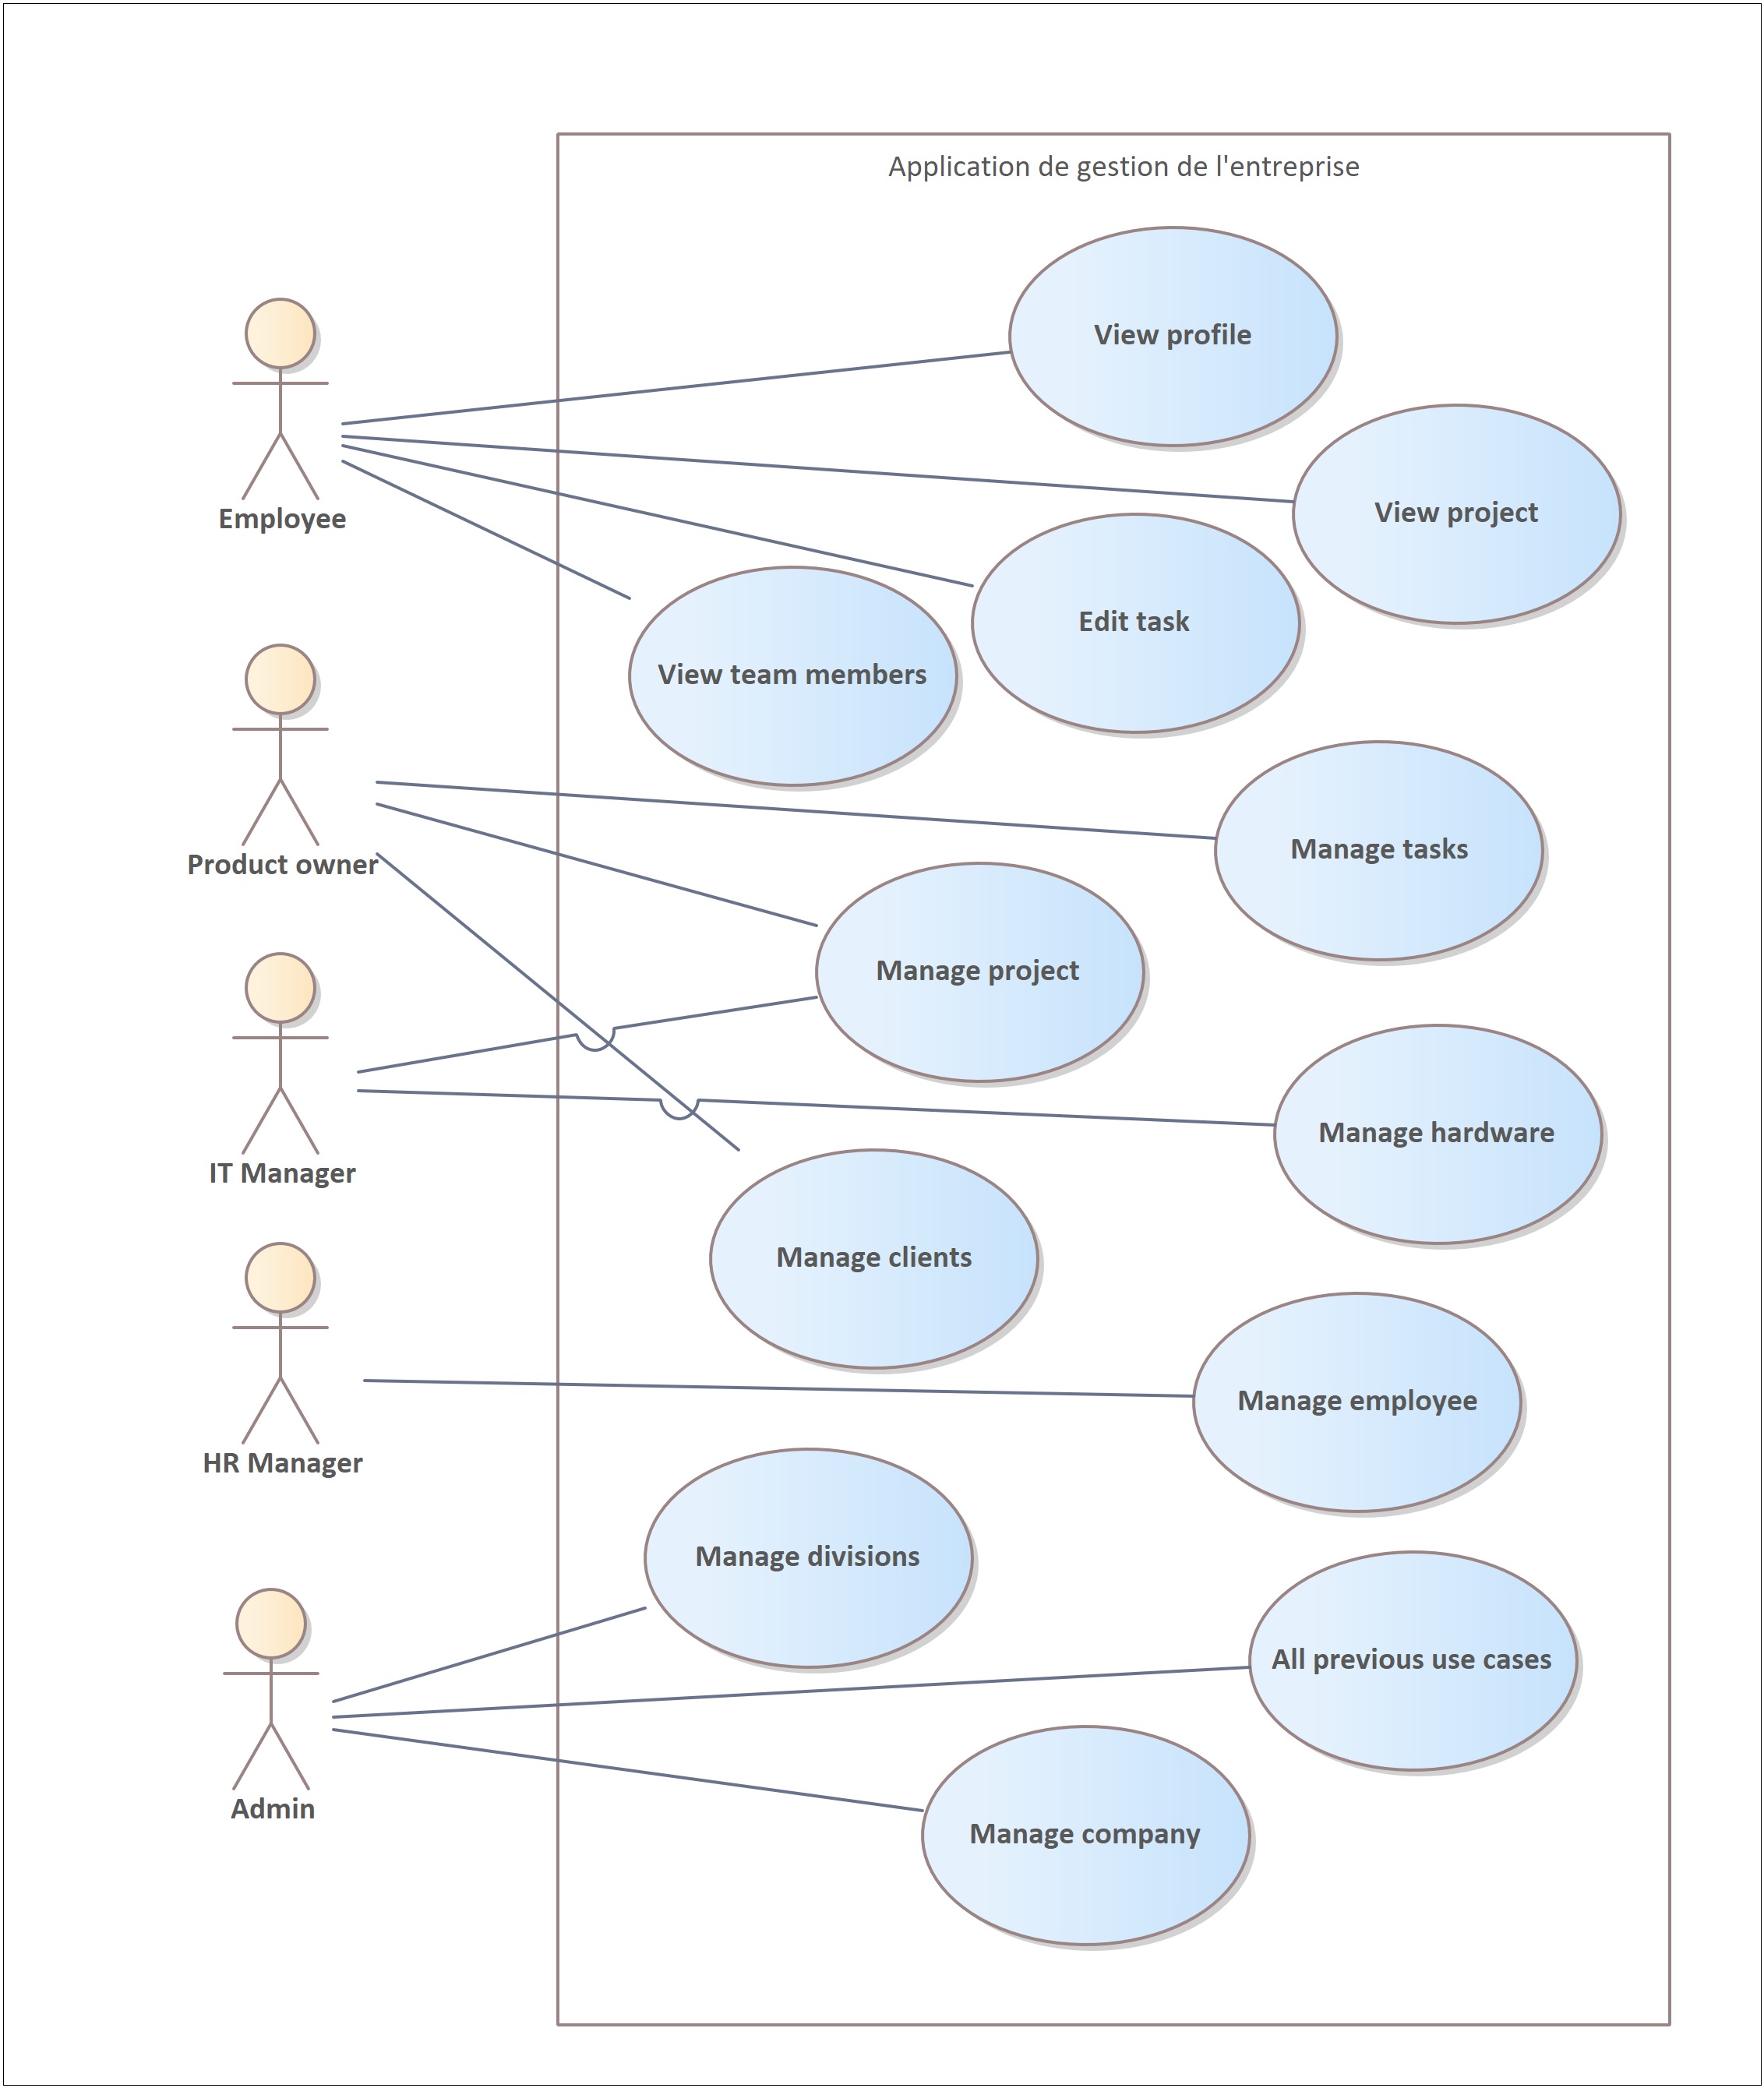 Application de gestion de l'entreprise
View profile
View project
Employee
Edit task
View team members
Manage tasks
Product owner
Manage project
Manage hardware
IT Manager
Manage clients
Manage employee
HR Manager
Manage divisions
All previous use cases
Admin
Manage company